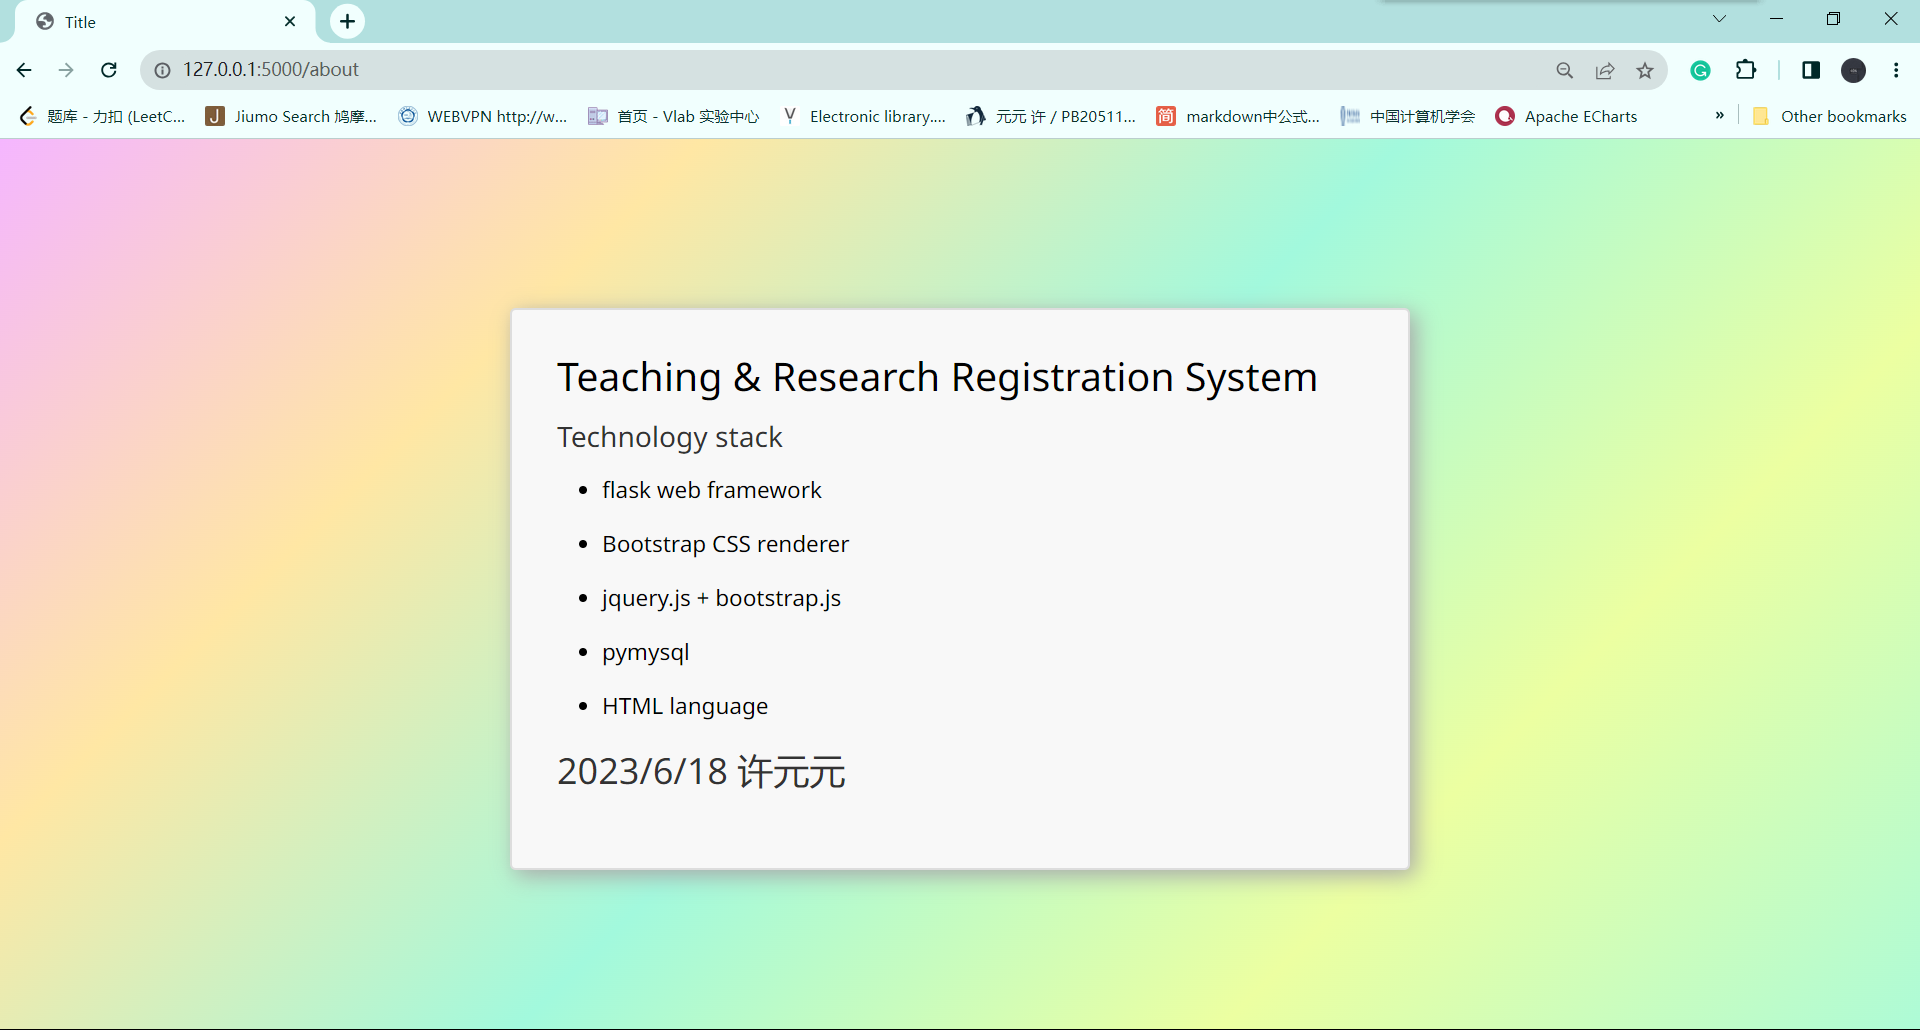 Title
127.0.0.1:5000/about
题库 - 力扣 (LeetC... Jiumo Search 鸠摩... WEBVPN http://w... 首页 - Vlab 实验中心 Electronic library.... 元元 许 / PB20511... markdown中公式... 中国计算机学会 Apache ECharts » Other bookmarks
Teaching & Research Registration System
Technology stack
flask web framework
Bootstrap CSS renderer
jquery.js + bootstrap.js
pymysql
HTML language
2023/6/18 许元元